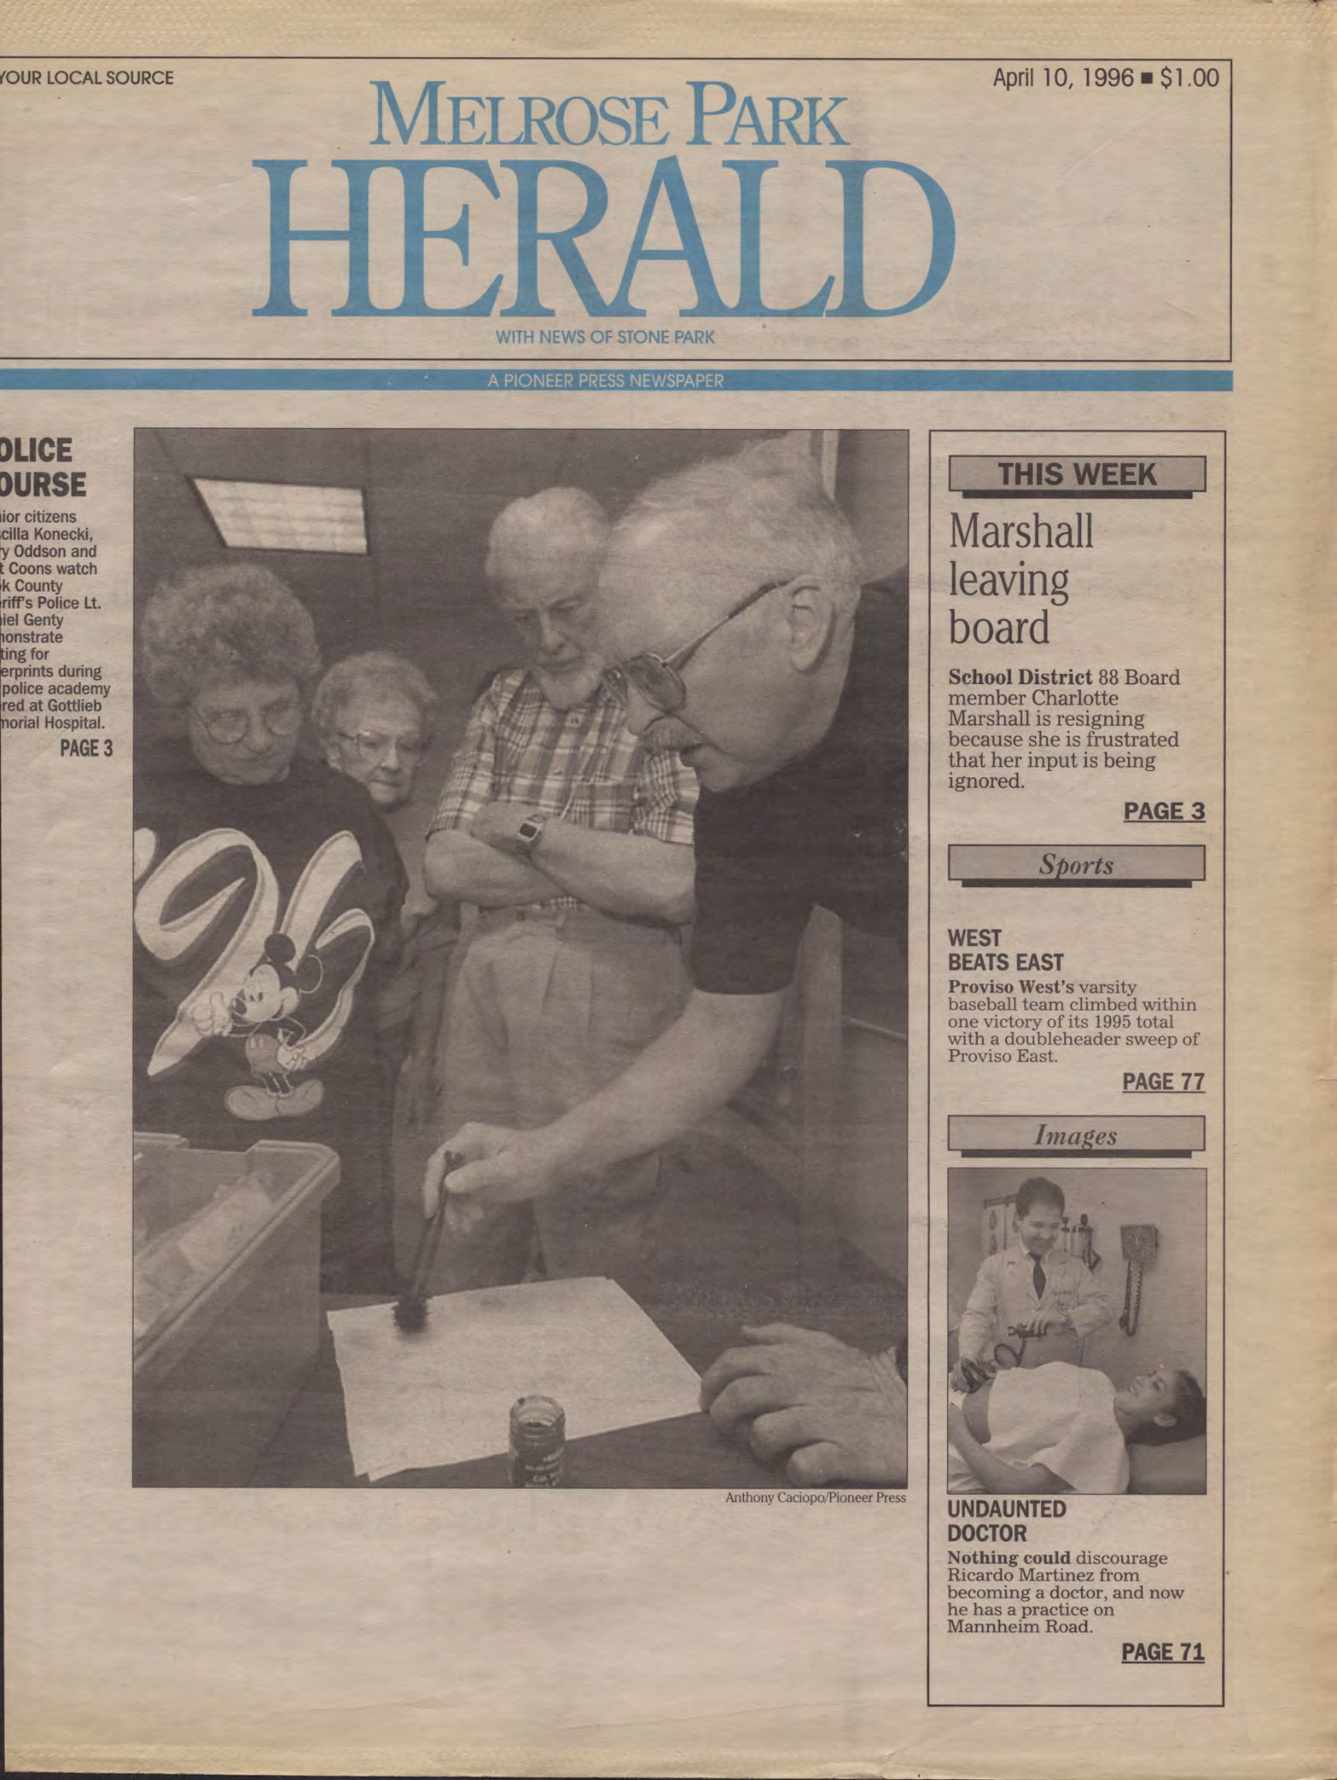 YOUR LOCAL SOURCE
April 10, 1996 ■ $1.00
MELROSE PARK
HERALD
WITH NEWS OF STONE PARK
A PIONEER PRESS NEWSPAPER
OLICE
OURSE
ior citizens
cilla Konecki,
y Oddson and
t Coons watch
k County
riff's Police Lt.
iel Genty
onstrate
ting for
erprints during
police academy
red at Gottlieb
morial Hospital.
PAGE 3
'96
Anthony Caciopo/Pioneer Press
THIS WEEK
Marshall
leaving
board
School District 88 Board
member Charlotte
Marshall is resigning
because she is frustrated
that her input is being
ignored.
PAGE 3
Sports
WEST
BEATS EAST
Proviso West's varsity
baseball team climbed within
one victory of its 1995 total
with a doubleheader sweep of
Proviso East.
PAGE 77
Images
UNDAUNTED
DOCTOR
Nothing could discourage
Ricardo Martinez from
becoming a doctor, and now
he has a practice on
Mannheim Road.
PAGE 71